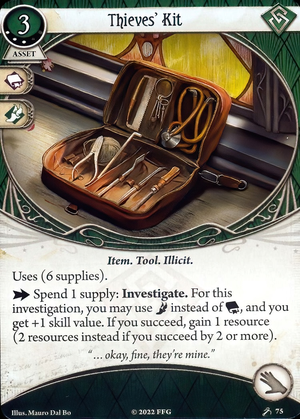 3
Thieves’ Kit
ASSET
Item. Tool. Illicit.
Uses (6 supplies).
Spend 1 supply: Investigate. For this
investigation, you may use instead of , and you
get +1 skill value. If you succeed, gain 1 resource
(2 resources instead if you succeed by 2 or more).
“… okay, fine, they’re mine.”
Illus. Mauro Dal Bo
© 2022 FFG
75